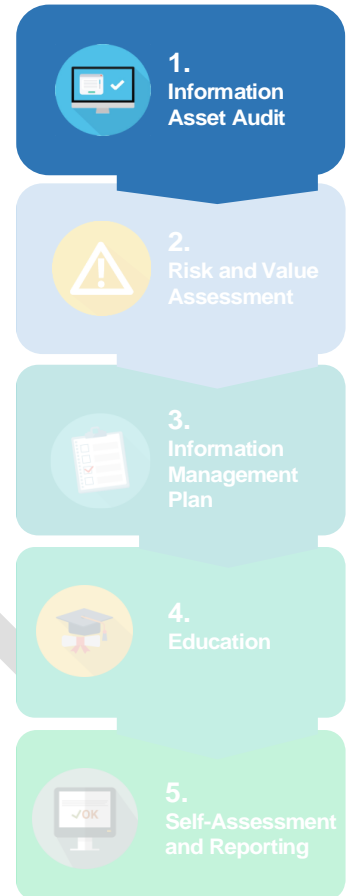 1.
Information
Asset Audit
2.
Risk and Value
Assessment
3.
Information
Management
Plan
4.
Education
✓OK
5.
Self-Assessment
and Reporting